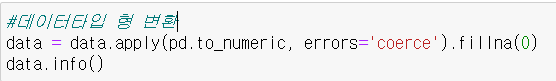 #데이터타입 형 변환
data = data.apply(pd.to_numeric, errors='coerce').fillna(0)
data.info()